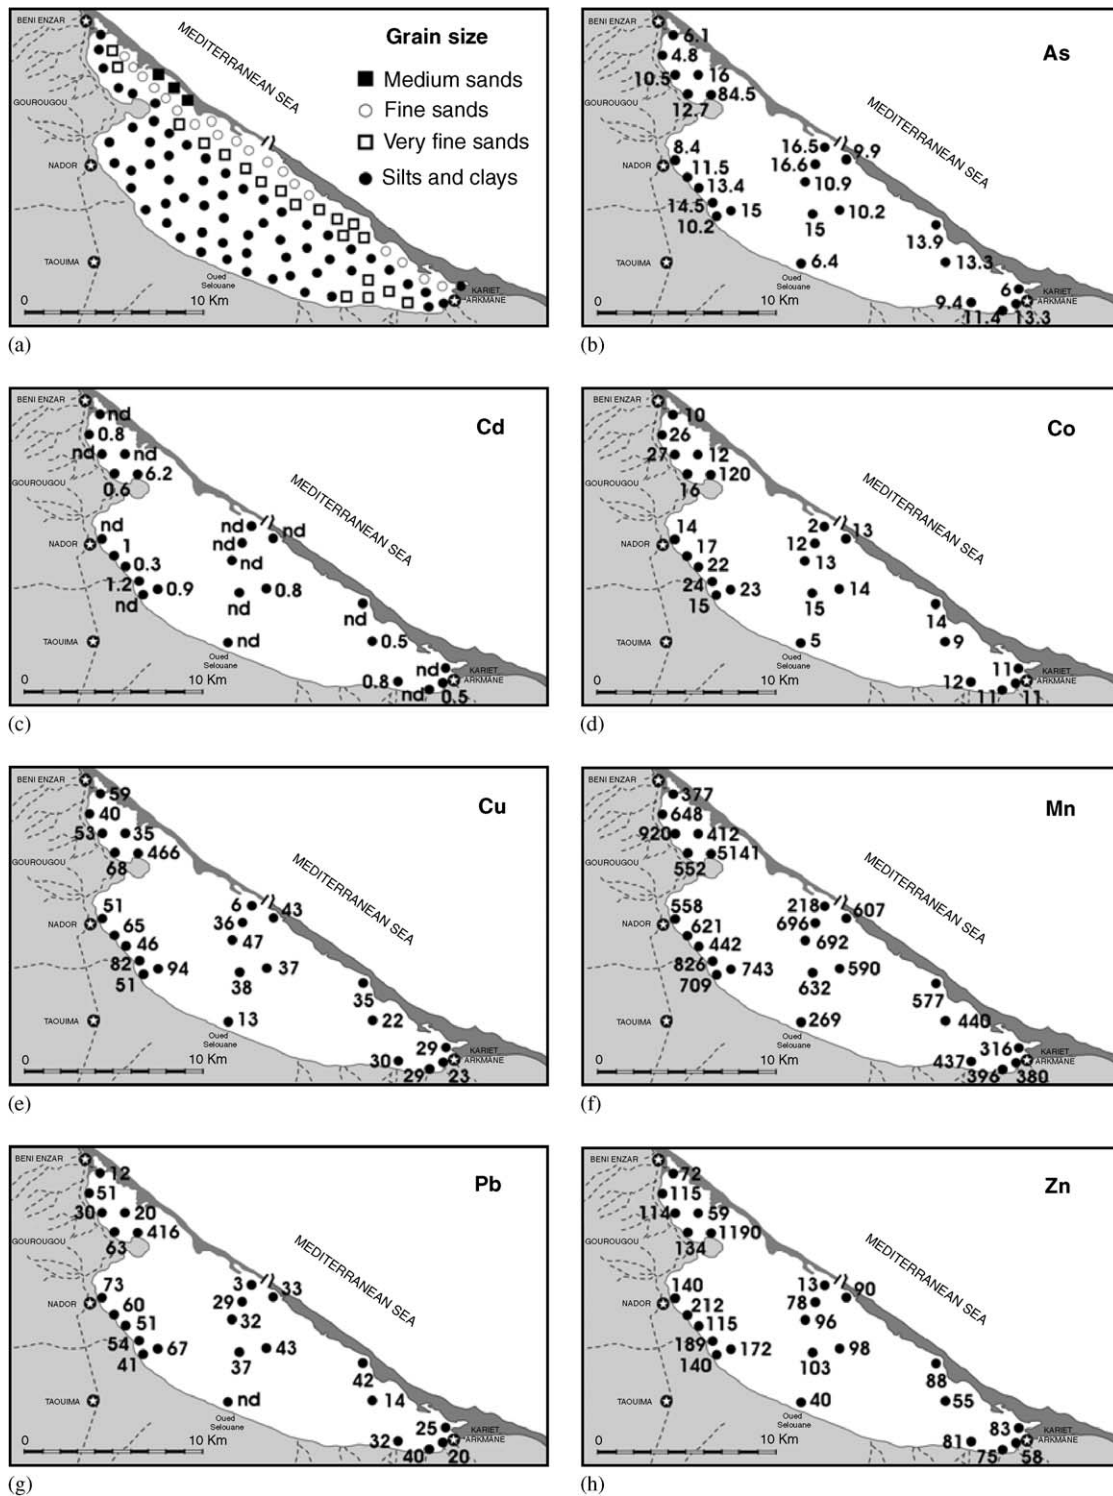 BENI ENZAR
MEDITERRANEAN SEA
Grain size
Medium sands
Fine sands
Very fine sands
Silts and clays
GOUROUGOU
NADOR
TAOUIMA
Oued
Selouane
KARIET
ARKMANE
0
10 Km
(a)
BENI ENZAR
As
MEDITERRANEAN SEA
GOUROUGOU
NADOR
TAOUIMA
KARIET
ARKMANE
6.1
4.8
10.5
16
84.5
12.7
8.4
11.5
13.4
14.5
15
10.2
16.5
9.9
16.6
10.9
10.2
15
13.9
6.4
13.3
6
9.4
11.4
13.3
0
10 Km
(b)
BENI ENZAR
Cd
MEDITERRANEAN SEA
GOUROUGOU
NADOR
TAOUIMA
Oued
Selouane
KARIET
ARKMANE
nd
0.8
nd
nd
6.2
0.6
nd
1
0.3
1.2
0.9
nd
nd
nd
nd
nd
0.8
nd
nd
nd
0.5
nd
0.8
nd
0.5
0
10 Km
(c)
BENI ENZAR
Co
MEDITERRANEAN SEA
GOUROUGOU
NADOR
TAOUIMA
KARIET
ARKMANE
10
26
27
12
120
16
14
17
22
24
23
15
2
13
12
13
14
15
14
5
9
11
12
11
11
0
10 Km
(d)
BENI ENZAR
Cu
MEDITERRANEAN SEA
GOUROUGOU
NADOR
TAOUIMA
Oued
Selouane
KARIET
ARKMANE
59
40
53
35
466
68
51
65
46
82
94
51
6
43
36
47
37
38
35
13
22
29
30
29
23
0
10 Km
(e)
BENI ENZAR
Mn
MEDITERRANEAN SEA
GOUROUGOU
NADOR
TAOUIMA
KARIET
ARKMANE
377
648
920
412
5141
552
558
621
442
826
743
709
218
607
696
692
590
632
577
269
440
316
437
396
380
0
10 Km
(f)
BENI ENZAR
Pb
MEDITERRANEAN SEA
GOUROUGOU
NADOR
TAOUIMA
Oued
Selouane
KARIET
ARKMANE
12
51
30
20
416
63
73
60
51
54
67
41
3
33
29
32
43
37
42
nd
14
25
32
40
20
0
10 Km
(g)
BENI ENZAR
Zn
MEDITERRANEAN SEA
GOUROUGOU
NADOR
TAOUIMA
KARIET
ARKMANE
72
115
114
59
1190
134
140
212
115
189
172
140
13
90
78
96
98
103
88
40
55
83
81
75
58
0
10 Km
(h)